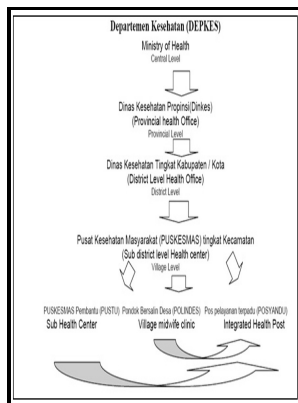 Departemen Kesehatan (DEPKES)
Ministry of Health
Central Level
Dinas Kesehatan Propinsi(Dinkes)
(Provincial health Office)
Provincial Level
Dinas Kesehatan Tingkat Kabupaten / Kota
(District Level Health Office)
District Level
Pusat Kesehatan Masyarakat (PUSKESMAS) tingkat Kecamatan
(Sub district level Health center)
Village Level
PUSKESMAS Pembantu (PUSTU) Pondok Bersalin Desa (POLINDES) Pos pelayanan terpadu (POSYANDU)
Sub Health Center Village midwife clinic Integrated Health Post